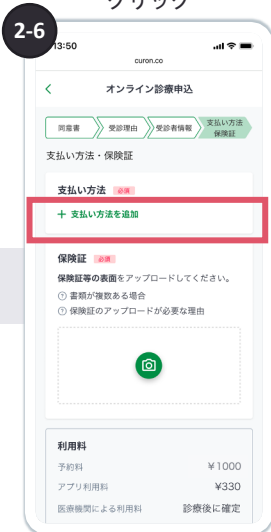 クリック
2-6
13:50
curon.co
オンライン診療申込
同意書
受診理由
受診者情報
支払い方法
保険証
支払い方法・保険証
支払い方法 必須
+ 支払い方法を追加
保険証 必須
保険証等の表面をアップロードしてください。
? 書類が複数ある場合
? 保険証のアップロードが必要な理由
利用料
予約料 ¥1000
アプリ利用料 ¥330
医療機関による利用料 診療後に確定